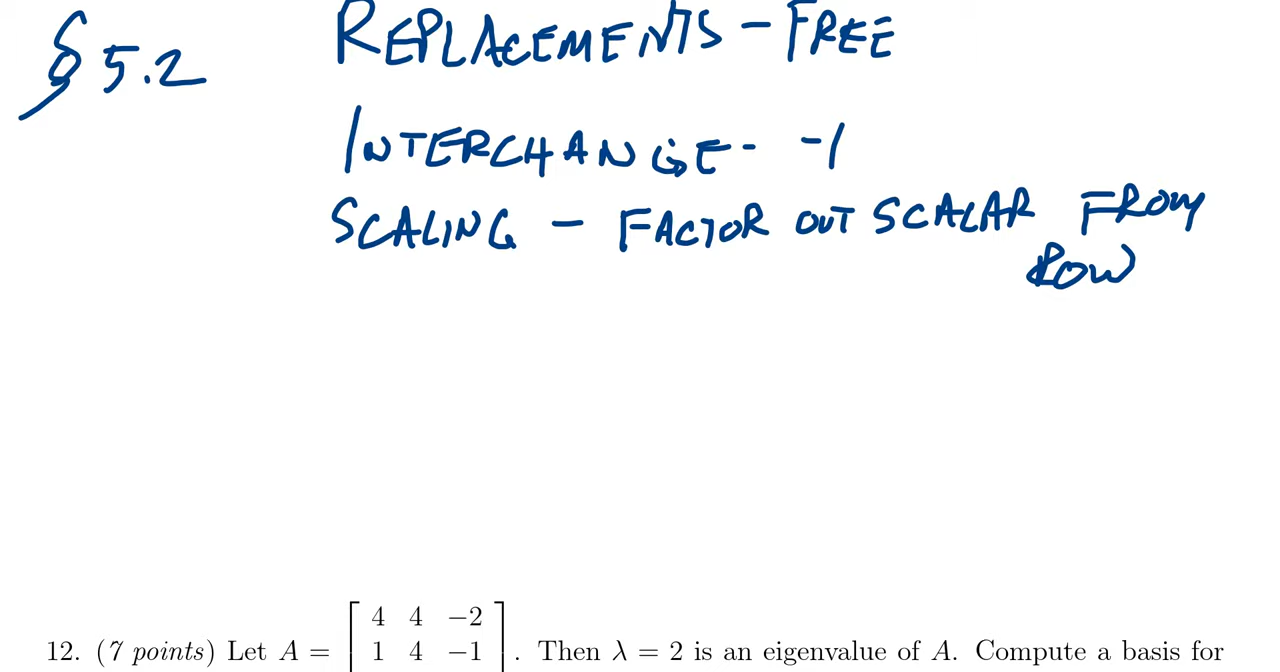 § 5.2
REPLACEMENTS - FREE
INTERCHANGE - -1
SCALING - FACTOR OUT SCALAR FROM
ROW
4 4 −2
12. (7 points) Let A = [ 1 4 −1 ] . Then λ = 2 is an eigenvalue of A. Compute a basis for